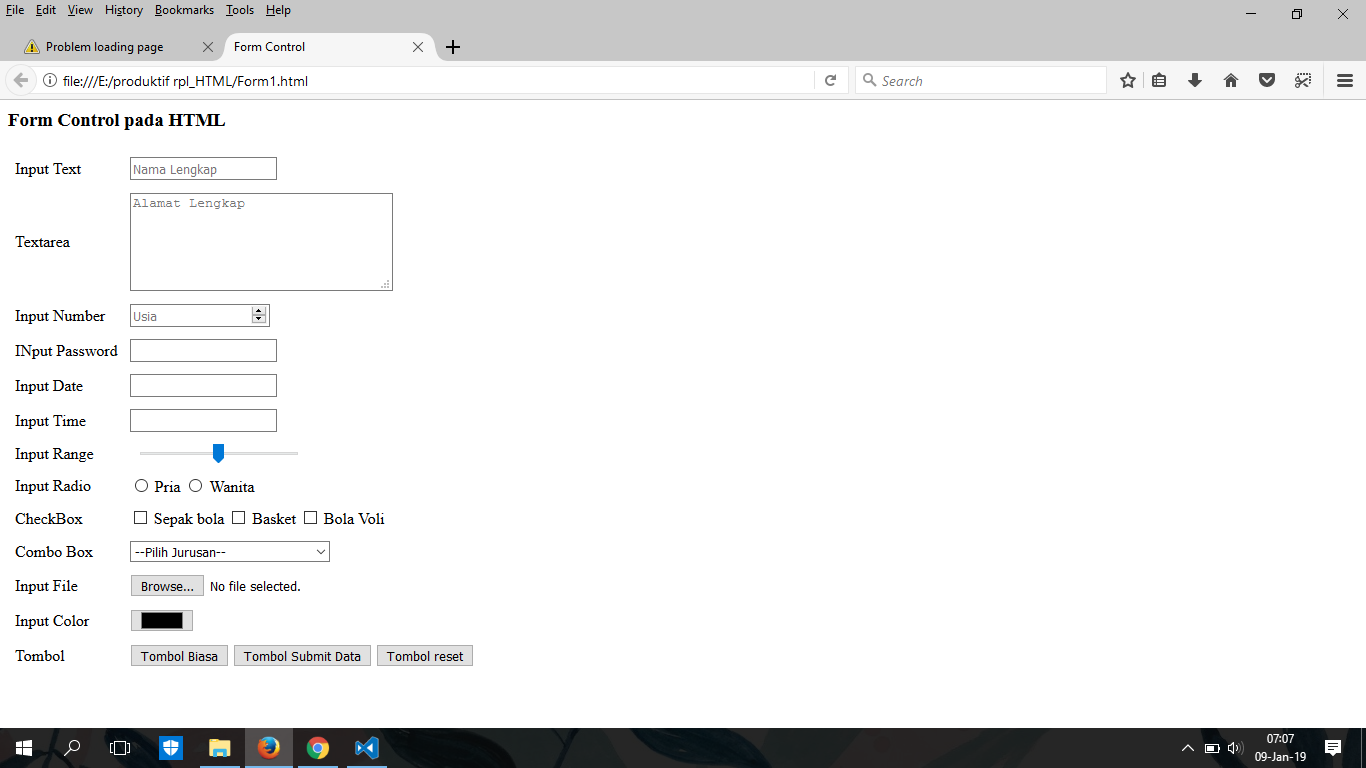 File Edit View History Bookmarks Tools Help
Problem loading page Form Control
file:///E:/produktif rpl_HTML/Form1.html Search
Form Control pada HTML
Input Text Nama Lengkap
Textarea Alamat Lengkap
Input Number Usia
INput Password
Input Date
Input Time
Input Range
Input Radio Pria Wanita
CheckBox Sepak bola Basket Bola Voli
Combo Box --Pilih Jurusan--
Input File Browse... No file selected.
Input Color
Tombol Tombol Biasa Tombol Submit Data Tombol reset
07:07
09-Jan-19